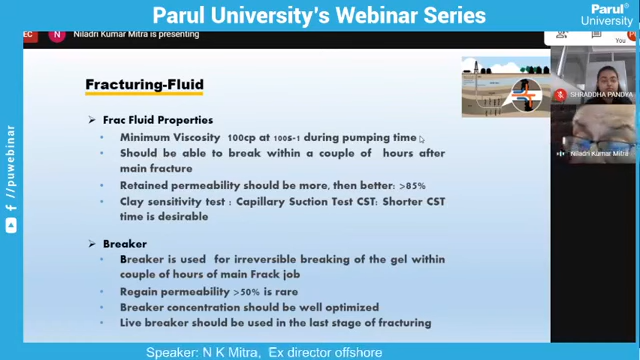 Parul University's Webinar Series
Parul®
University
EC
N
Niladri Kumar Mitra is presenting
You
Fracturing-Fluid
Frac Fluid Properties
Minimum Viscosity 100cp at 100s-1 during pumping time
Should be able to break within a couple of hours after
main fracture
Retained permeability should be more, then better: >85%
Clay sensitivity test : Capillary Suction Test CST: Shorter CST
time is desirable
Breaker
Breaker is used for irreversible breaking of the gel within
couple of hours of main Frack job
Regain permeability >50% is rare
Breaker concentration should be well optimized
Live breaker should be used in the last stage of fracturing
SHRADDHA PANDYA
Niladri Kumar Mitra
/puwebinar
Speaker: N K Mitra, Ex director offshore